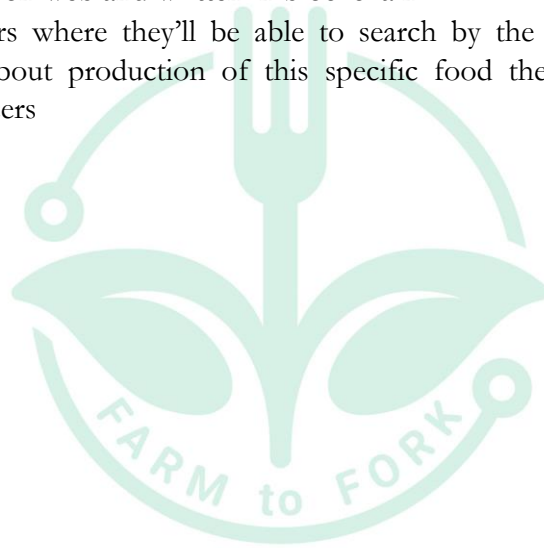 rs where they'll be able to search by the
bout production of this specific food the
ers
FARM to FORK